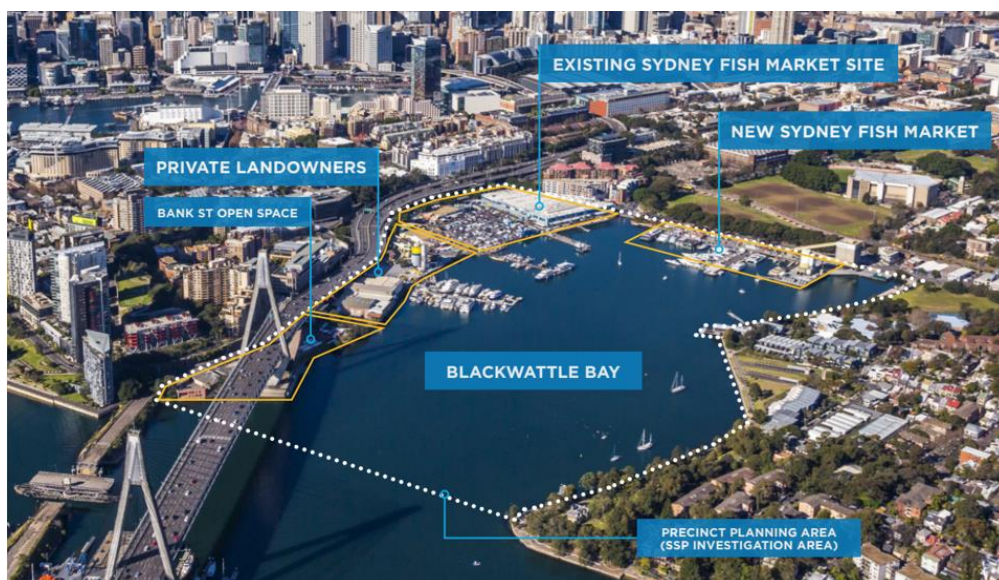 EXISTING SYDNEY FISH MARKET SITE
NEW SYDNEY FISH MARKET
PRIVATE LANDOWNERS
BANK ST OPEN SPACE
BLACKWATTLE BAY
PRECINCT PLANNING AREA
(SSP INVESTIGATION AREA)